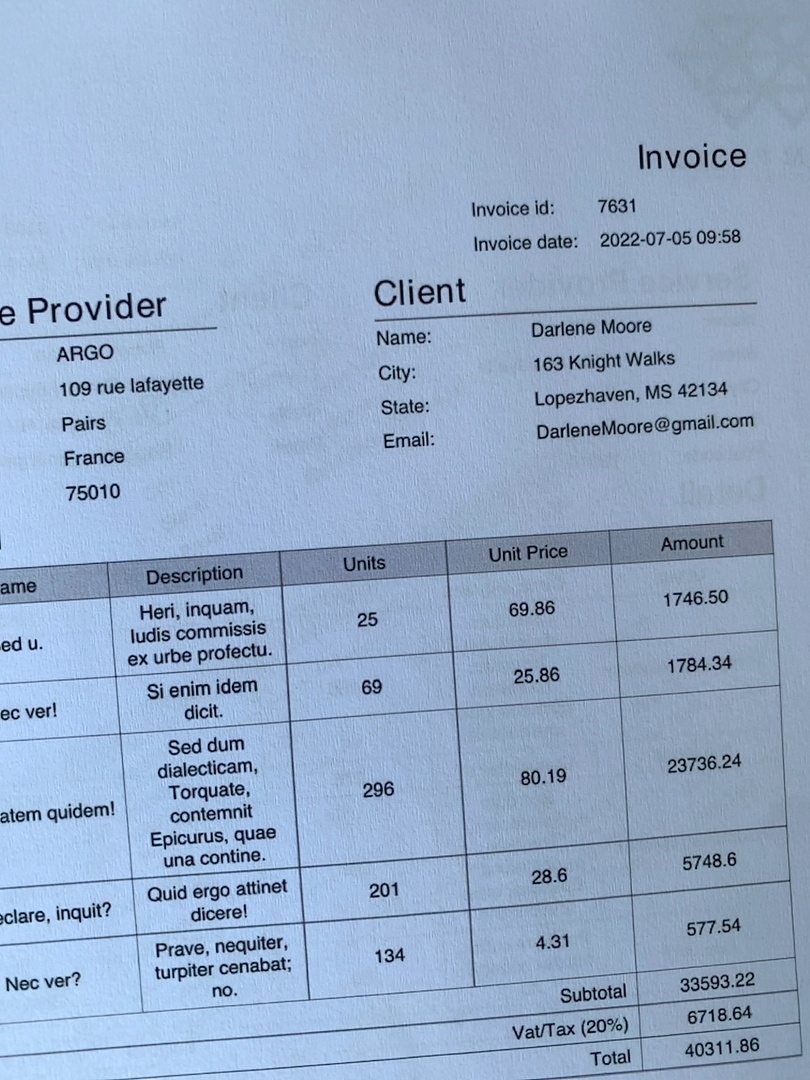 Invoice
Invoice id: 7631
Invoice date: 2022-07-05 09:58
Provider
ARGO
109 rue lafayette
Pairs
France
75010
Client
Name: Darlene Moore
City: 163 Knight Walks
State: Lopezhaven, MS 42134
Email: DarleneMoore@gmail.com
Description Units Unit Price Amount
u.
Heri, inquam,
ludis commissis
ex urbe profectu.
25 69.86 1746.50
ver!
Si enim idem
dicit.
69 25.86 1784.34
quidem!
Sed dum
dialecticam,
Torquate,
contemnit
Epicurus, quae
una contine.
296 80.19 23736.24
inquit?
Quid ergo attinet
dicere!
201 28.6 5748.6
Nec ver?
Prave, nequiter,
turpiter cenabat;
no.
134 4.31 577.54
Subtotal 33593.22
Vat/Tax (20%) 6718.64
Total 40311.86